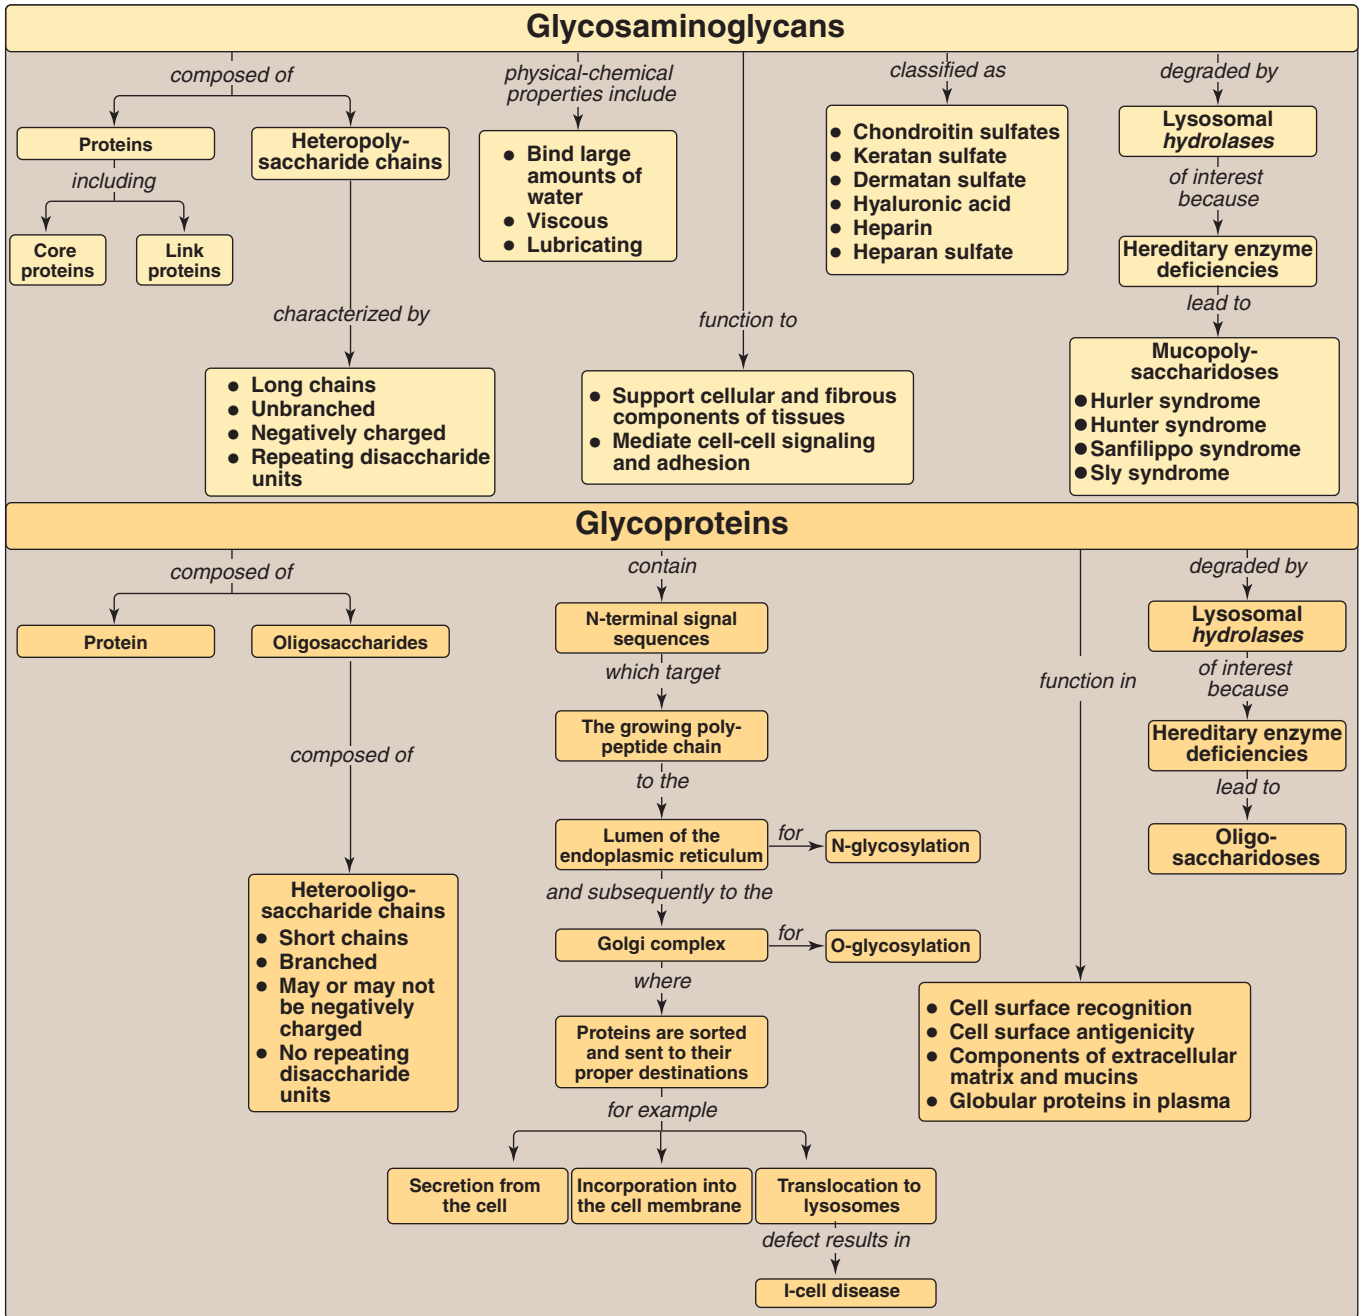 Glycosaminoglycans
composed of
Proteins
including
Core
proteins
Link
proteins
Heteropoly-
saccharide chains
characterized by
● Long chains
● Unbranched
● Negatively charged
● Repeating disaccharide
units
physical-chemical
properties include
● Bind large
amounts of
water
● Viscous
● Lubricating
function to
● Support cellular and fibrous
components of tissues
● Mediate cell-cell signaling
and adhesion
classified as
● Chondroitin sulfates
● Keratan sulfate
● Dermatan sulfate
● Hyaluronic acid
● Heparin
● Heparan sulfate
degraded by
Lysosomal
hydrolases
of interest
because
Hereditary enzyme
deficiencies
lead to
Mucopoly-
saccharidoses
● Hurler syndrome
● Hunter syndrome
● Sanfilippo syndrome
● Sly syndrome
Glycoproteins
composed of
Protein
Oligosaccharides
composed of
Heterooligo-
saccharide chains
● Short chains
● Branched
● May or may not
be negatively
charged
● No repeating
disaccharide
units
contain
N-terminal signal
sequences
which target
The growing poly-
peptide chain
to the
Lumen of the
endoplasmic reticulum
for
N-glycosylation
and subsequently to the
Golgi complex
for
O-glycosylation
where
Proteins are sorted
and sent to their
proper destinations
for example
Secretion from
the cell
Incorporation into
the cell membrane
Translocation to
lysosomes
defect results in
I-cell disease
function in
● Cell surface recognition
● Cell surface antigenicity
● Components of extracellular
matrix and mucins
● Globular proteins in plasma
degraded by
Lysosomal
hydrolases
of interest
because
Hereditary enzyme
deficiencies
lead to
Oligo-
saccharidoses